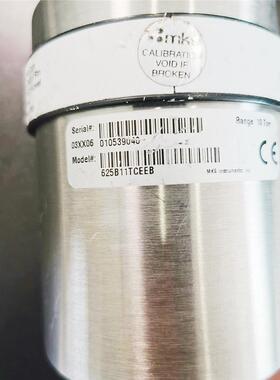 mks
CALIBRATION
VOID IF
BROKEN
Serial#:
03XX06 010539040
Range 10 Torr
Model#:
625B11TCEEB
MKS Instruments, Inc.
CE